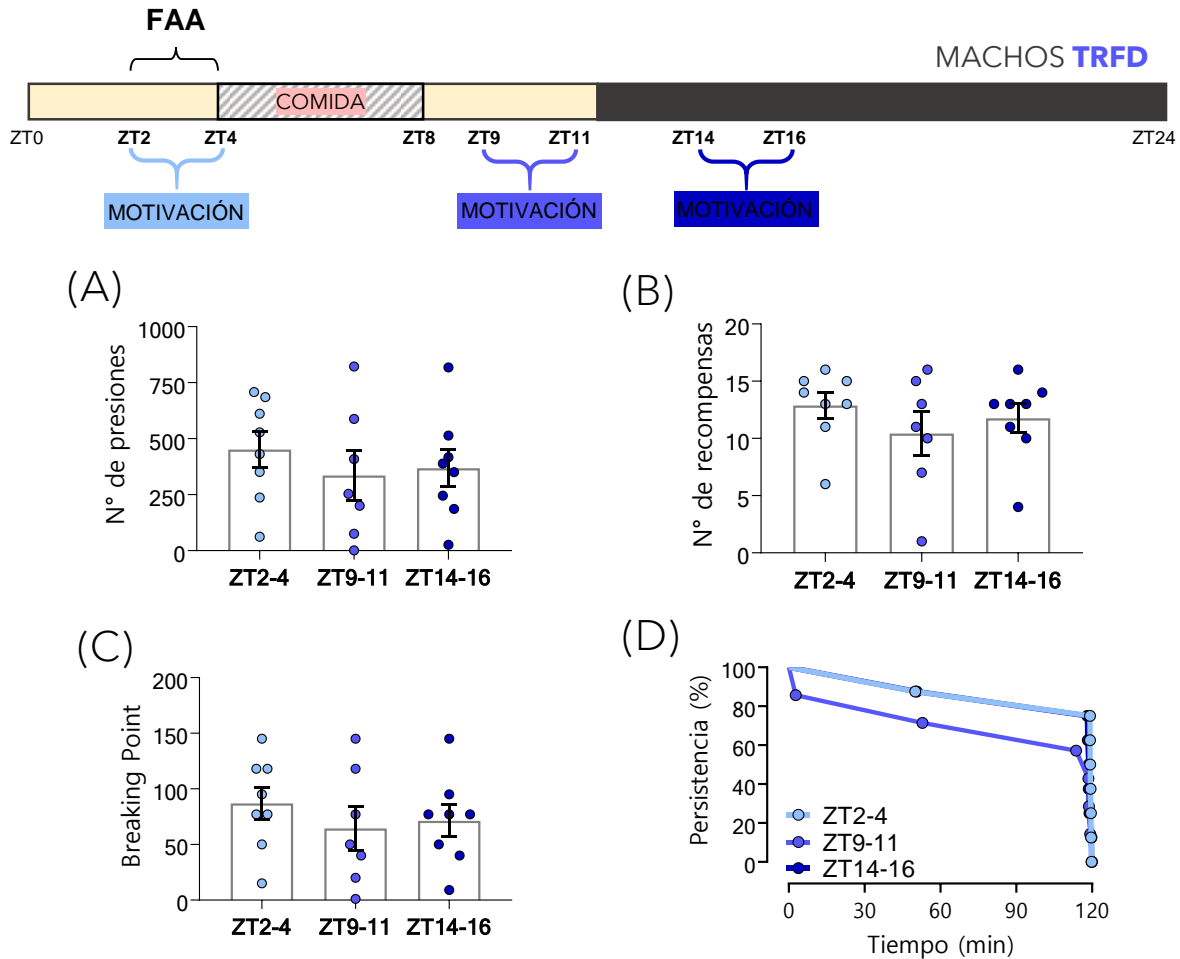 FAA
MACHOS TRFD
COMIDA
ZT0 ZT2 ZT4 ZT8 ZT9 ZT11 ZT14 ZT16 ZT24
MOTIVACIÓN MOTIVACIÓN MOTIVACIÓN
(A)
N° de presiones
1000
750
500
250
0
ZT2-4 ZT9-11 ZT14-16
(B)
N° de recompensas
20
15
10
5
0
ZT2-4 ZT9-11 ZT14-16
(C)
Breaking Point
200
150
100
50
0
ZT2-4 ZT9-11 ZT14-16
(D)
Persistencia (%)
100
80
60
40
20
0
ZT2-4
ZT9-11
ZT14-16
0 30 60 90 120
Tiempo (min)